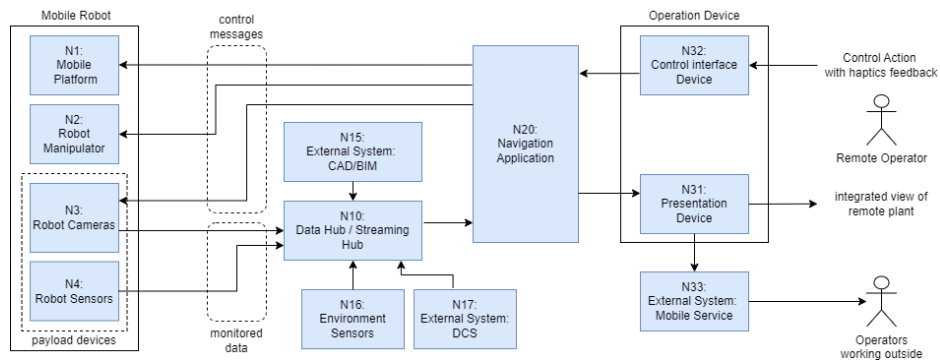 Mobile Robot
control
messages
Operation Device
N1:
Mobile
Platform
N32:
Control interface
Device
Control Action
with haptics feedback
N2:
Robot
Manipulator
N15:
External System:
CAD/BIM
N20:
Navigation
Application
Remote Operator
N3:
Robot Cameras
N10:
Data Hub / Streaming
Hub
N31:
Presentation
Device
integrated view of
remote plant
N4:
Robot Sensors
payload devices
monitored
data
N16:
Environment
Sensors
N17:
External System:
DCS
N33:
External System:
Mobile Service
Operators
working outside